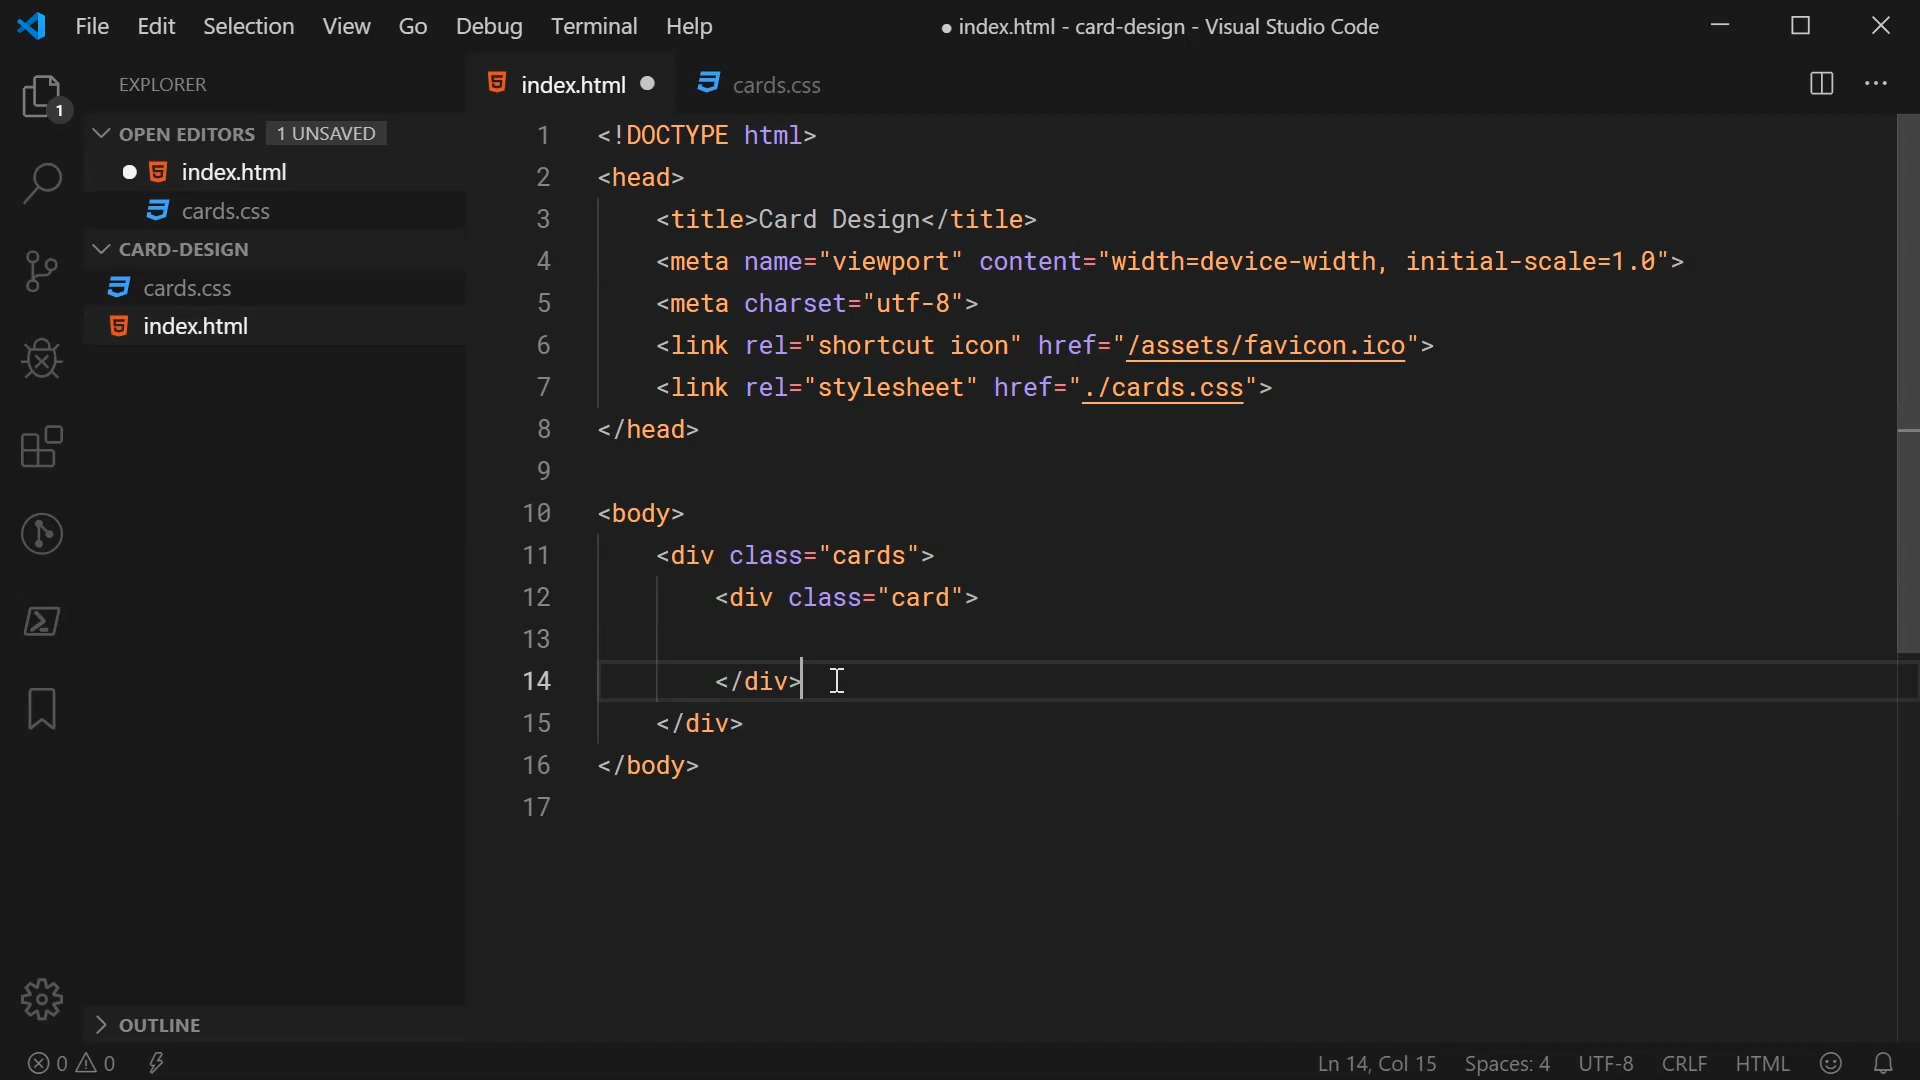 File Edit Selection View Go Debug Terminal Help
● index.html - card-design - Visual Studio Code
EXPLORER
1
OPEN EDITORS 1 UNSAVED
index.html
cards.css
CARD-DESIGN
cards.css
index.html
OUTLINE
index.html ● cards.css
1 <!DOCTYPE html>
2 <head>
3     <title>Card Design</title>
4     <meta name="viewport" content="width=device-width, initial-scale=1.0">
5     <meta charset="utf-8">
6     <link rel="shortcut icon" href="/assets/favicon.ico">
7     <link rel="stylesheet" href="./cards.css">
8 </head>
9
10 <body>
11     <div class="cards">
12         <div class="card">
13
14         </div>
15     </div>
16 </body>
17
0 0 Ln 14, Col 15 Spaces: 4 UTF-8 CRLF HTML